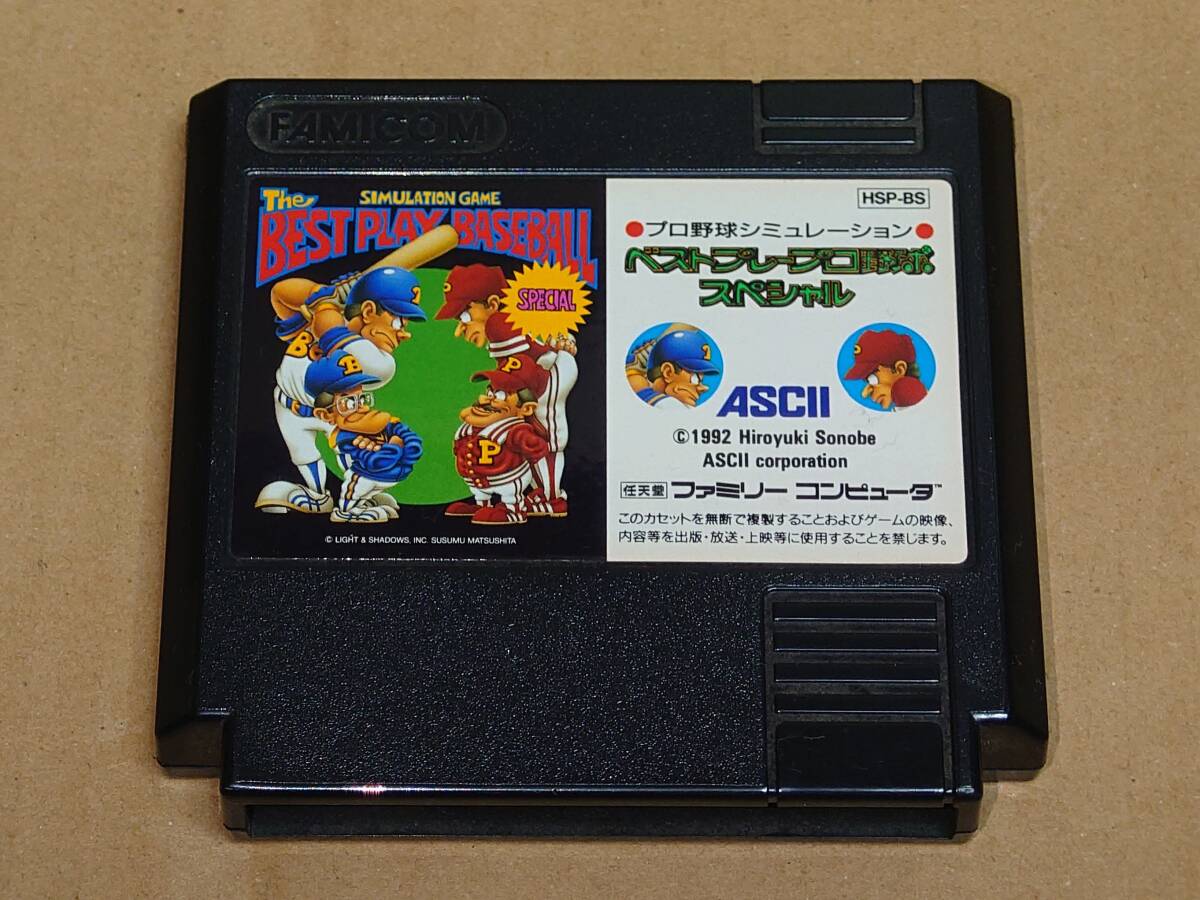 FAMICOM
The
SIMULATION GAME
BEST PLAY BASEBALL
SPECIAL
B
P
B
P
© LIGHT & SHADOWS, INC. SUSUMU MATSUSHITA
HSP-BS
●プロ野球シミュレーション●
ベストプレープロ野球
スペシャル
P
ASCII
©1992 Hiroyuki Sonobe
ASCII corporation
任天堂 ファミリー コンピュータ™
このカセットを無断で複製することおよびゲームの映像、
内容等を出版・放送・上映等に使用することを禁じます。